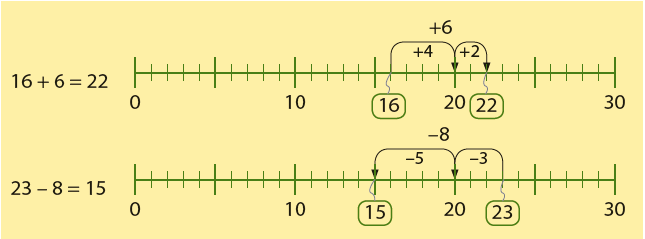 +6
+4 +2
16 + 6 = 22
0 10 20 30
16 22
–8
–5 –3
23 – 8 = 15
0 10 20 30
15 23